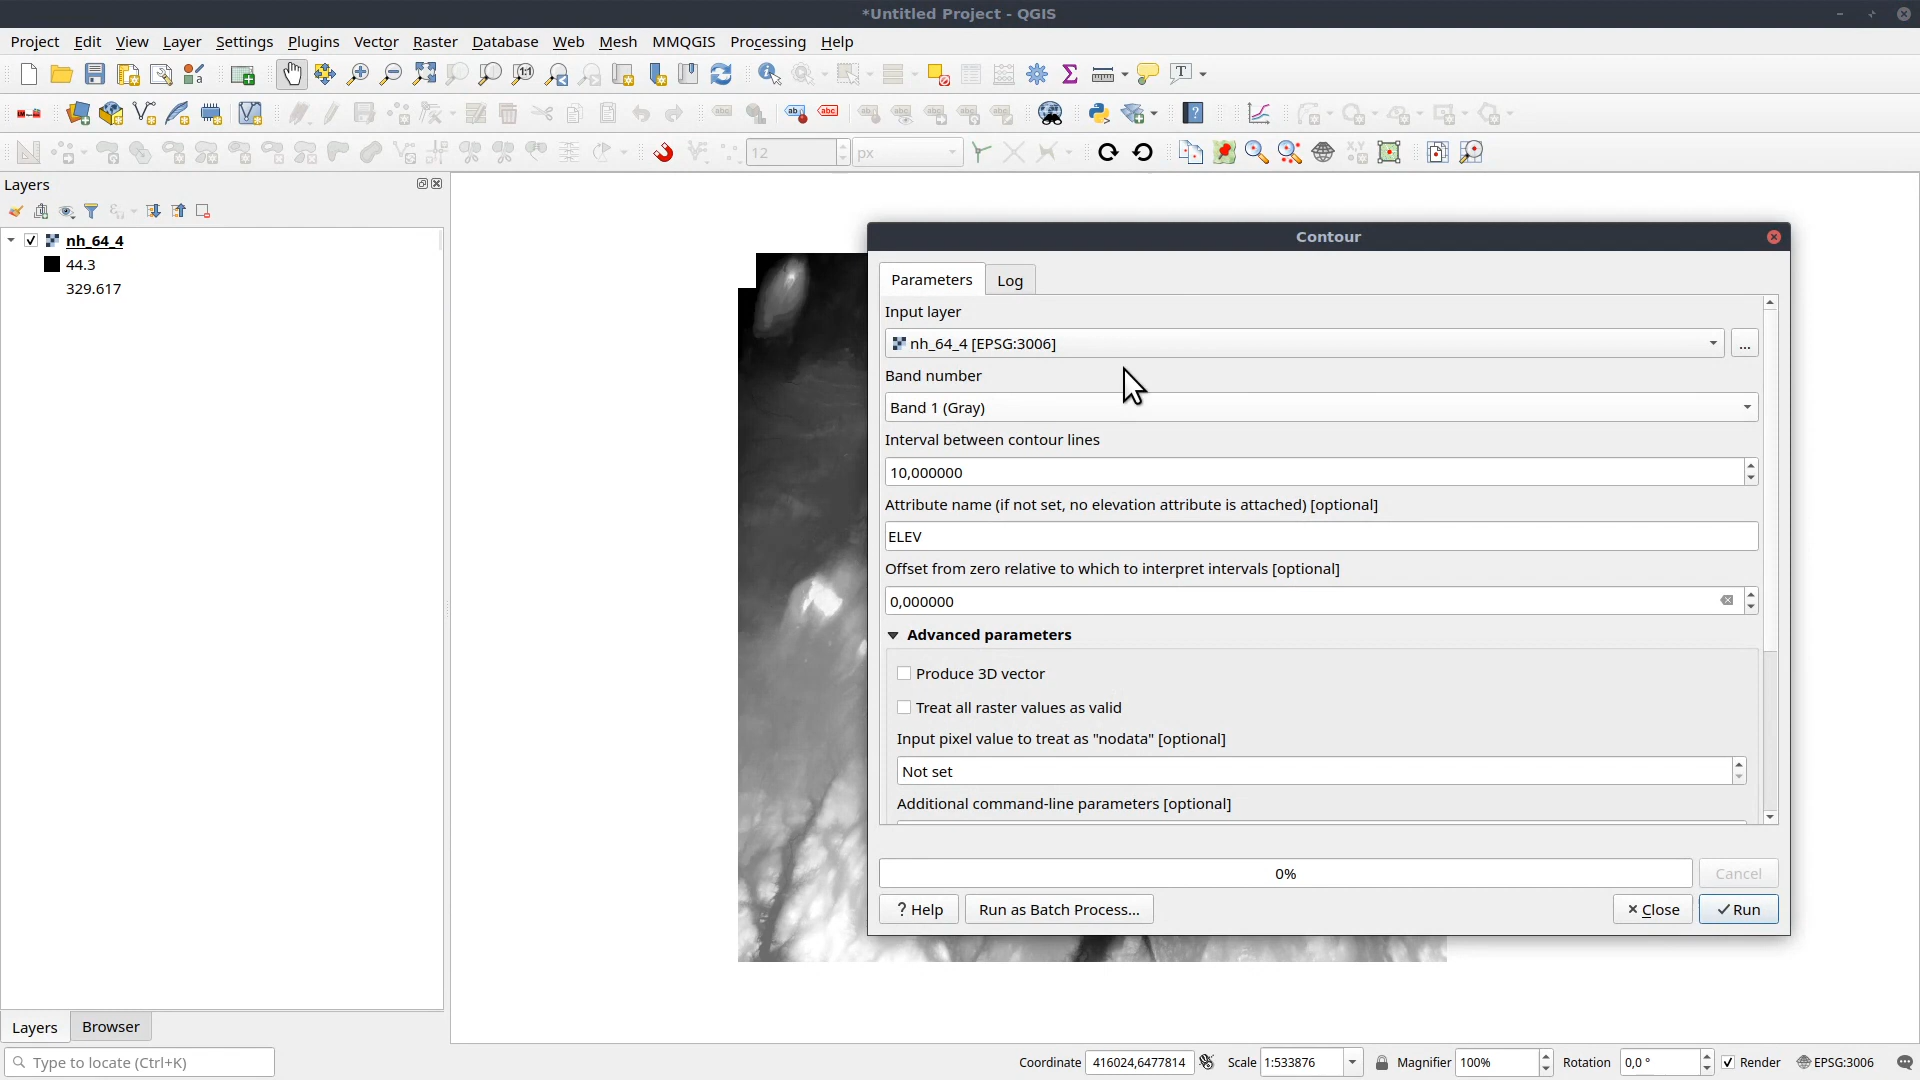 *Untitled Project - QGIS
Project Edit View Layer Settings Plugins Vector Raster Database Web Mesh MMQGIS Processing Help
12 px
Layers
nh_64_4
44.3
329.617
Contour
Parameters Log
Input layer
nh_64_4 [EPSG:3006]
...
Band number
Band 1 (Gray)
Interval between contour lines
10,000000
Attribute name (if not set, no elevation attribute is attached) [optional]
ELEV
Offset from zero relative to which to interpret intervals [optional]
0,000000
Advanced parameters
Produce 3D vector
Treat all raster values as valid
Input pixel value to treat as "nodata" [optional]
Not set
Additional command-line parameters [optional]
0%
Cancel
? Help Run as Batch Process... Close Run
Layers Browser
Type to locate (Ctrl+K) Coordinate 416024,6477814 Scale 1:533876 Magnifier 100% Rotation 0,0 ° Render EPSG:3006